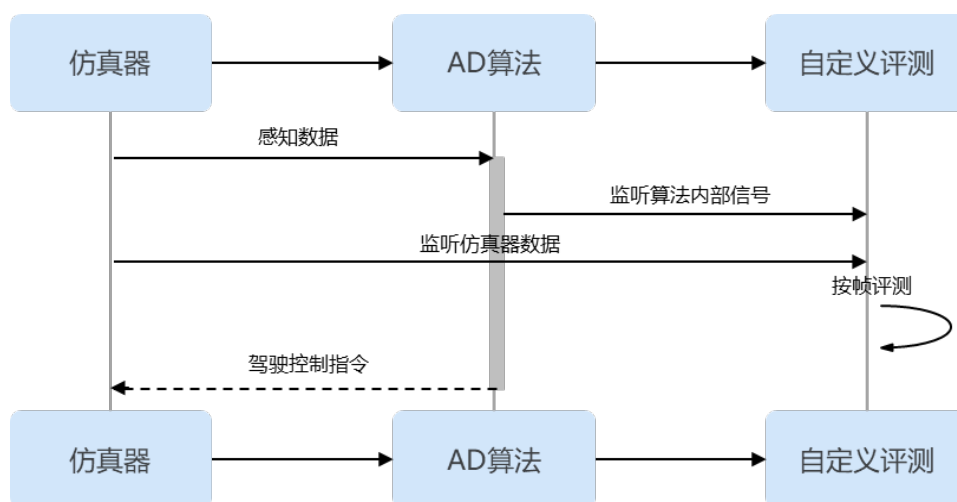 仿真器
AD算法
自定义评测
感知数据
监听算法内部信号
监听仿真器数据
按帧评测
驾驶控制指令
仿真器
AD算法
自定义评测